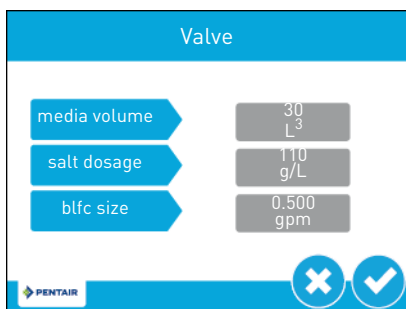 Valve
media volume
30
L³
salt dosage
110
g/L
blfc size
0.500
gpm
PENTAIR